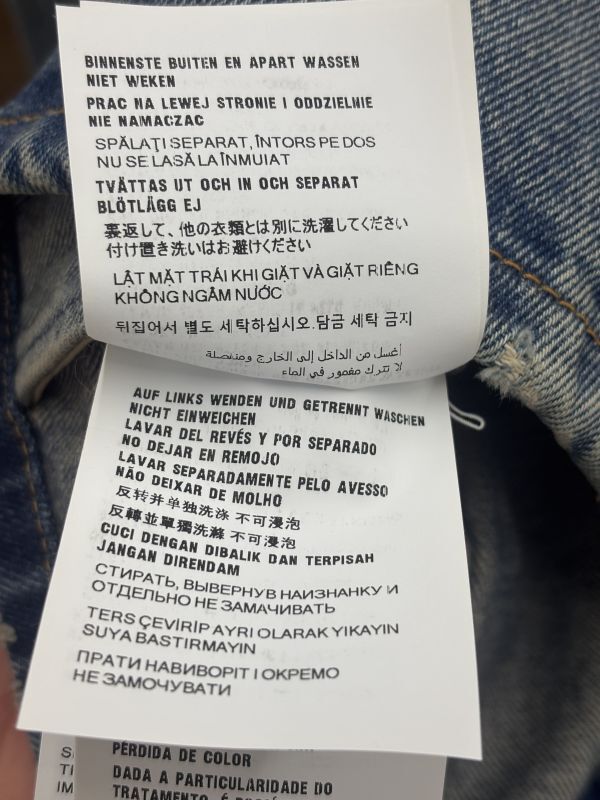 BINNENSTE BUITEN EN APART WASSEN
NIET WEKEN
PRAC NA LEWEJ STRONIE I ODDZIELNIE
NIE NAMACZAC
SPĂLAŢI SEPARAT, ÎNTORS PE DOS
NU SE LASĂ LA ÎNMUIAT
TVÄTTAS UT OCH IN OCH SEPARAT
BLÖTLÄGG EJ
裏返して、他の衣類とは別に洗濯してください
付け置き洗いはお避けください
LẬT MẶT TRÁI KHI GIẶT VÀ GIẶT RIÊNG
KHÔNG NGÂM NƯỚC
뒤집어서 별도 세탁하십시오.담금 세탁 금지
أغسل من الداخل إلى الخارج ومنفصلة
لا تترك مغمور في الماء
AUF LINKS WENDEN UND GETRENNT WASCHEN
NICHT EINWEICHEN
LAVAR DEL REVÉS Y POR SEPARADO
NO DEJAR EN REMOJO
LAVAR SEPARADAMENTE PELO AVESSO
NÃO DEIXAR DE MOLHO
反转并单独洗涤 不可浸泡
反轉並單獨洗滌 不可浸泡
CUCI DENGAN DIBALIK DAN TERPISAH
JANGAN DIRENDAM
СТИРАТЬ, ВЫВЕРНУВ НАИЗНАНКУ И
ОТДЕЛЬНО НЕ ЗАМАЧИВАТЬ
TERS ÇEVİRİP AYRI OLARAK YIKAYIN
SUYA BASTIRMAYIN
ПРАТИ НАВИВОРІТ І ОКРЕМО
НЕ ЗАМОЧУВАТИ
PÉRDIDA DE COLOR
DADA A PARTICULARIDADE DO
TRATAMENTO, É